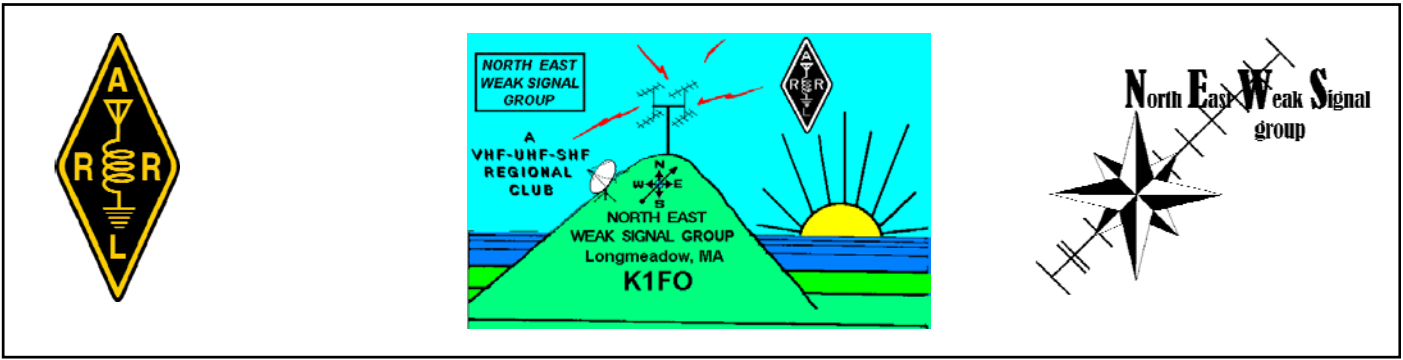 A
R R
L
NORTH EAST
WEAK SIGNAL
GROUP
A
VHF-UHF-SHF
REGIONAL
CLUB
A
R R
L
N
W E
S
NORTH EAST
WEAK SIGNAL GROUP
Longmeadow, MA
K1FO
North East Weak Signal
group